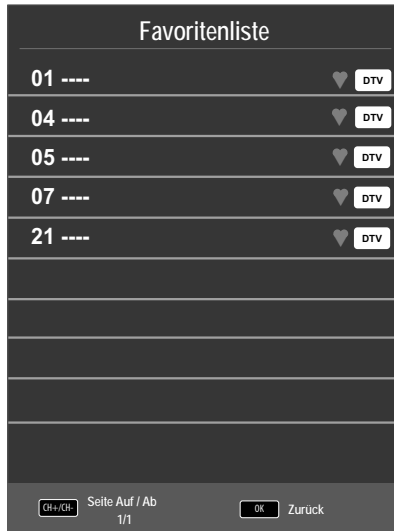 Favoritenliste
01 ---- DTV
04 ---- DTV
05 ---- DTV
07 ---- DTV
21 ---- DTV
CH+/CH- Seite Auf / Ab OK Zurück
1/1